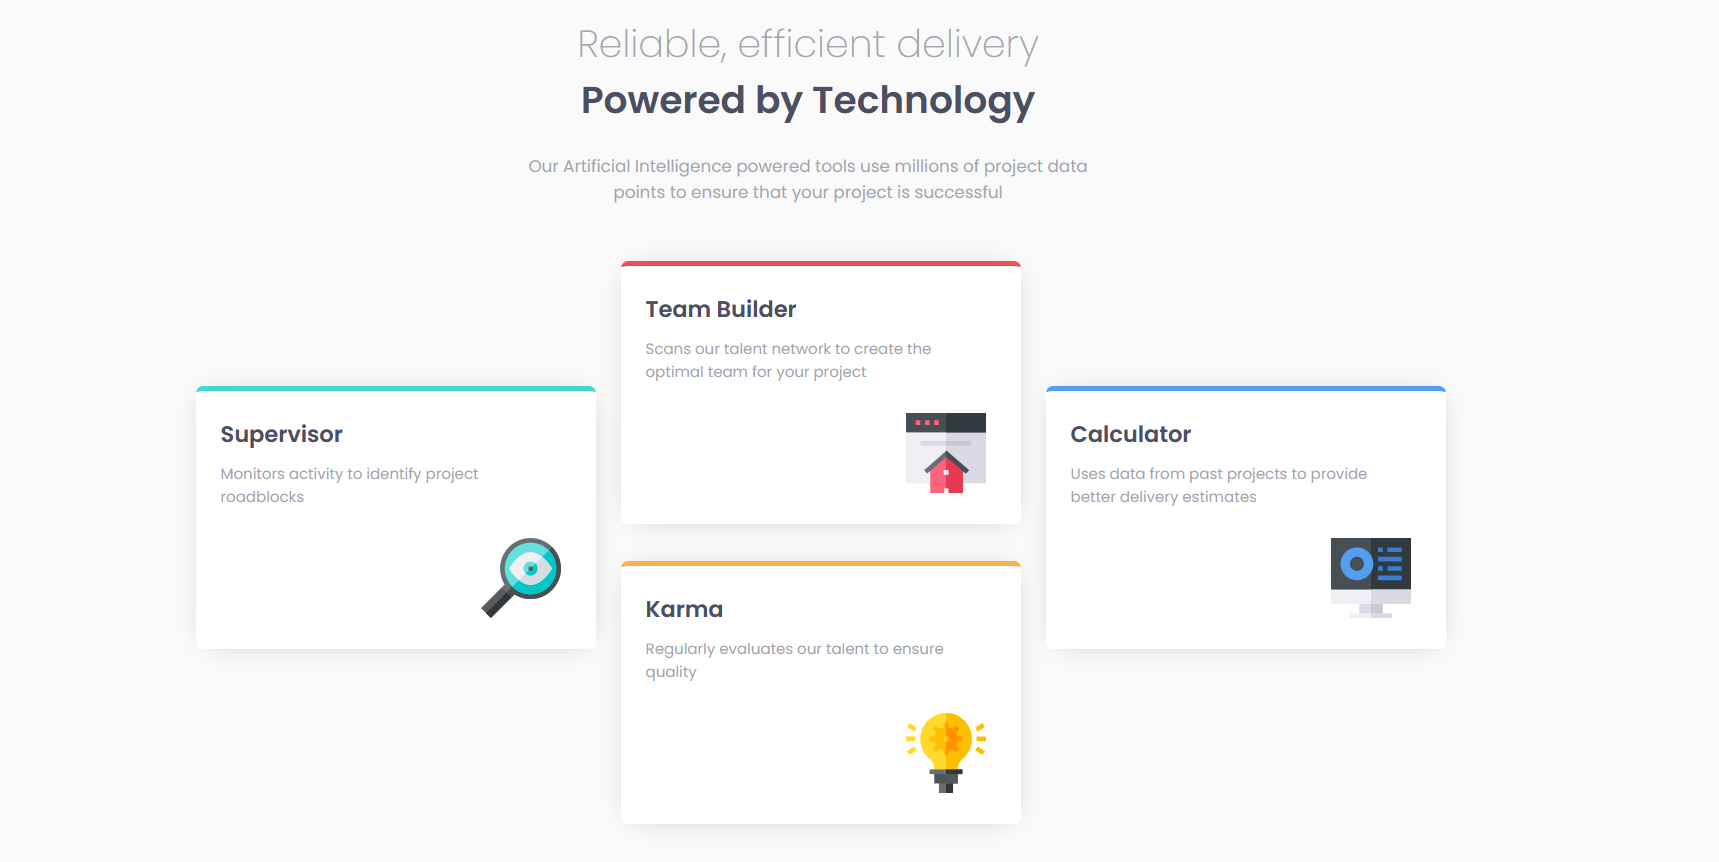 Reliable, efficient delivery
Powered by Technology
Our Artificial Intelligence powered tools use millions of project data
points to ensure that your project is successful
Team Builder
Scans our talent network to create the
optimal team for your project
Supervisor
Monitors activity to identify project
roadblocks
Calculator
Uses data from past projects to provide
better delivery estimates
Karma
Regularly evaluates our talent to ensure
quality